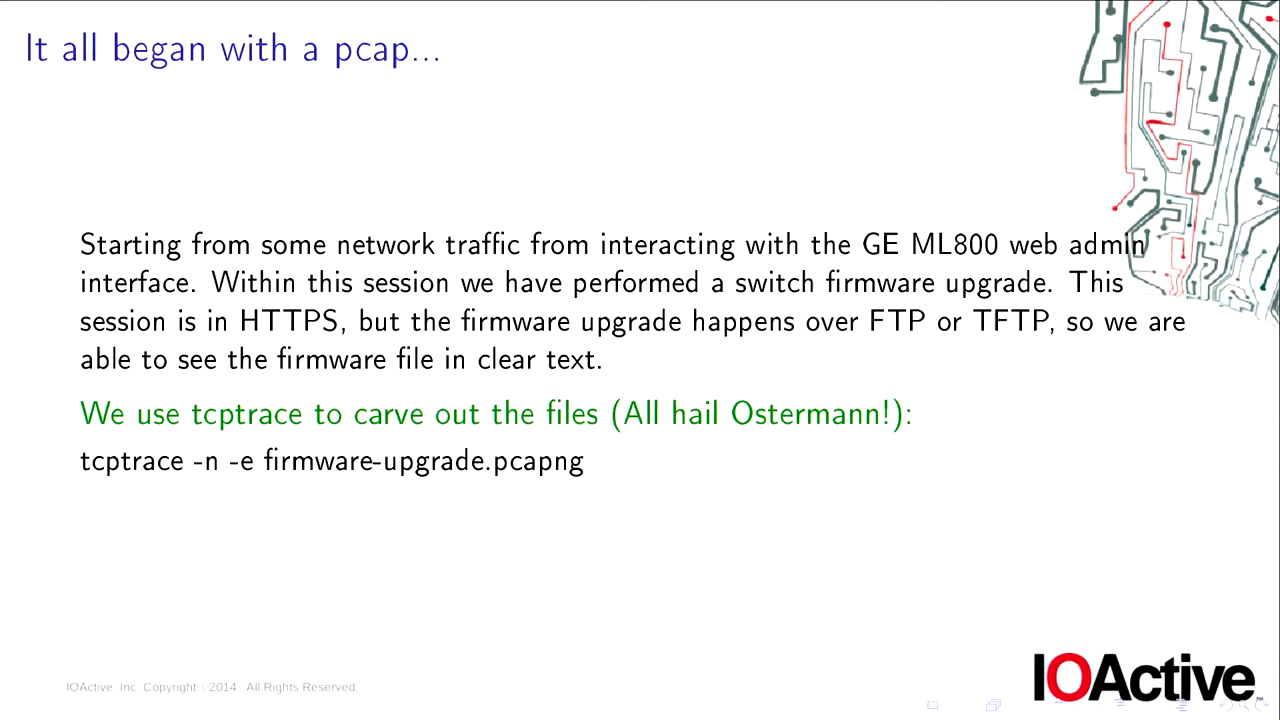 It all began with a pcap...
Starting from some network traffic from interacting with the GE ML800 web admin
interface. Within this session we have performed a switch firmware upgrade. This
session is in HTTPS, but the firmware upgrade happens over FTP or TFTP, so we are
able to see the firmware file in clear text.
We use tcptrace to carve out the files (All hail Ostermann!):
tcptrace -n -e firmware-upgrade.pcapng
IOActive, Inc. Copyright ©2014. All Rights Reserved.
IOActive™